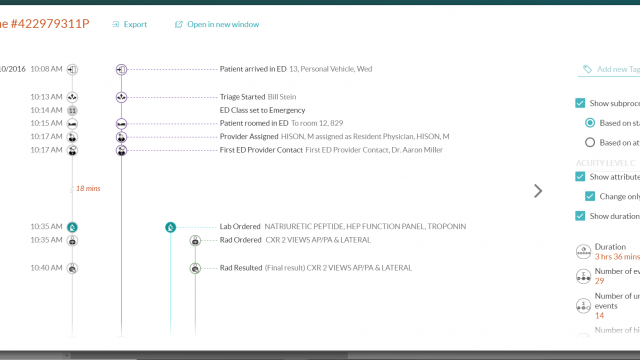 ne #422979311P
Export
Open in new window
10/2016 10:08 AM Patient arrived in ED 13, Personal Vehicle, Wed
10:13 AM Triage Started Bill Stein
10:14 AM ED Class set to Emergency
10:15 AM Patient roomed in ED To room 12, 829
10:17 AM Provider Assigned HISON, M assigned as Resident Physician, HISON, M
10:17 AM First ED Provider Contact First ED Provider Contact, Dr. Aaron Miller
18 mins
10:35 AM Lab Ordered NATRIURETIC PEPTIDE, HEP FUNCTION PANEL, TROPONIN
10:35 AM Rad Ordered CXR 2 VIEWS AP/PA & LATERAL
10:40 AM Rad Resulted (Final result) CXR 2 VIEWS AP/PA & LATERAL
Add new Tag
Show subproc
Based on sta
Based on at
ACUITY LEVEL C
Show attribute
Change only
Show duration
Duration
3 hrs 36 min
Number of e
29
Number of u
events
14
Number of hi